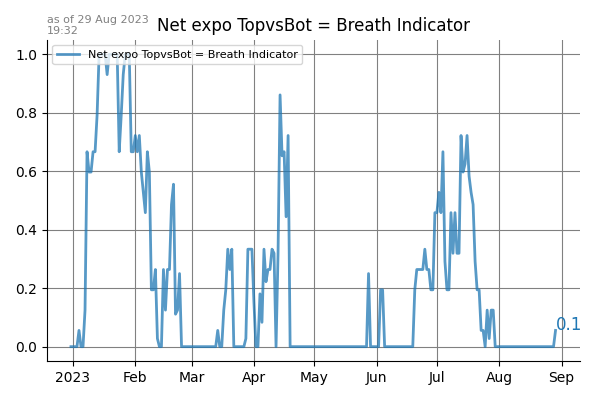 as of 29 Aug 2023
19:32
Net expo TopvsBot = Breath Indicator
Net expo TopvsBot = Breath Indicator
1.0
0.8
0.6
0.4
0.2
0.0
0.1
2023 Feb Mar Apr May Jun Jul Aug Sep